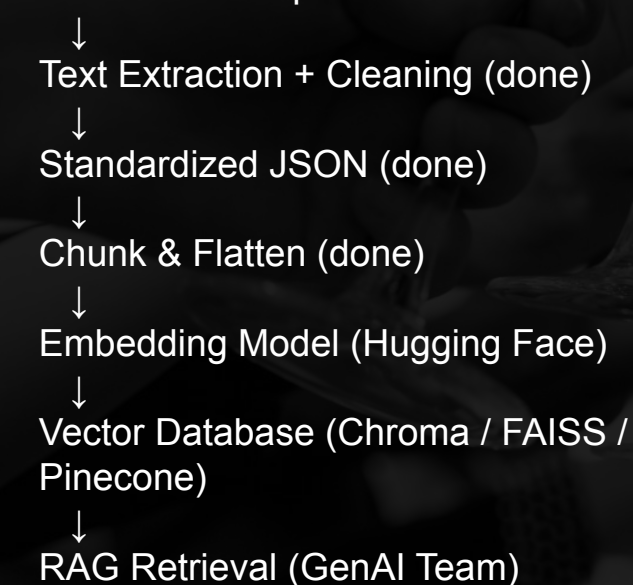 ↓
Text Extraction + Cleaning (done)
↓
Standardized JSON (done)
↓
Chunk & Flatten (done)
↓
Embedding Model (Hugging Face)
↓
Vector Database (Chroma / FAISS /
Pinecone)
↓
RAG Retrieval (GenAI Team)